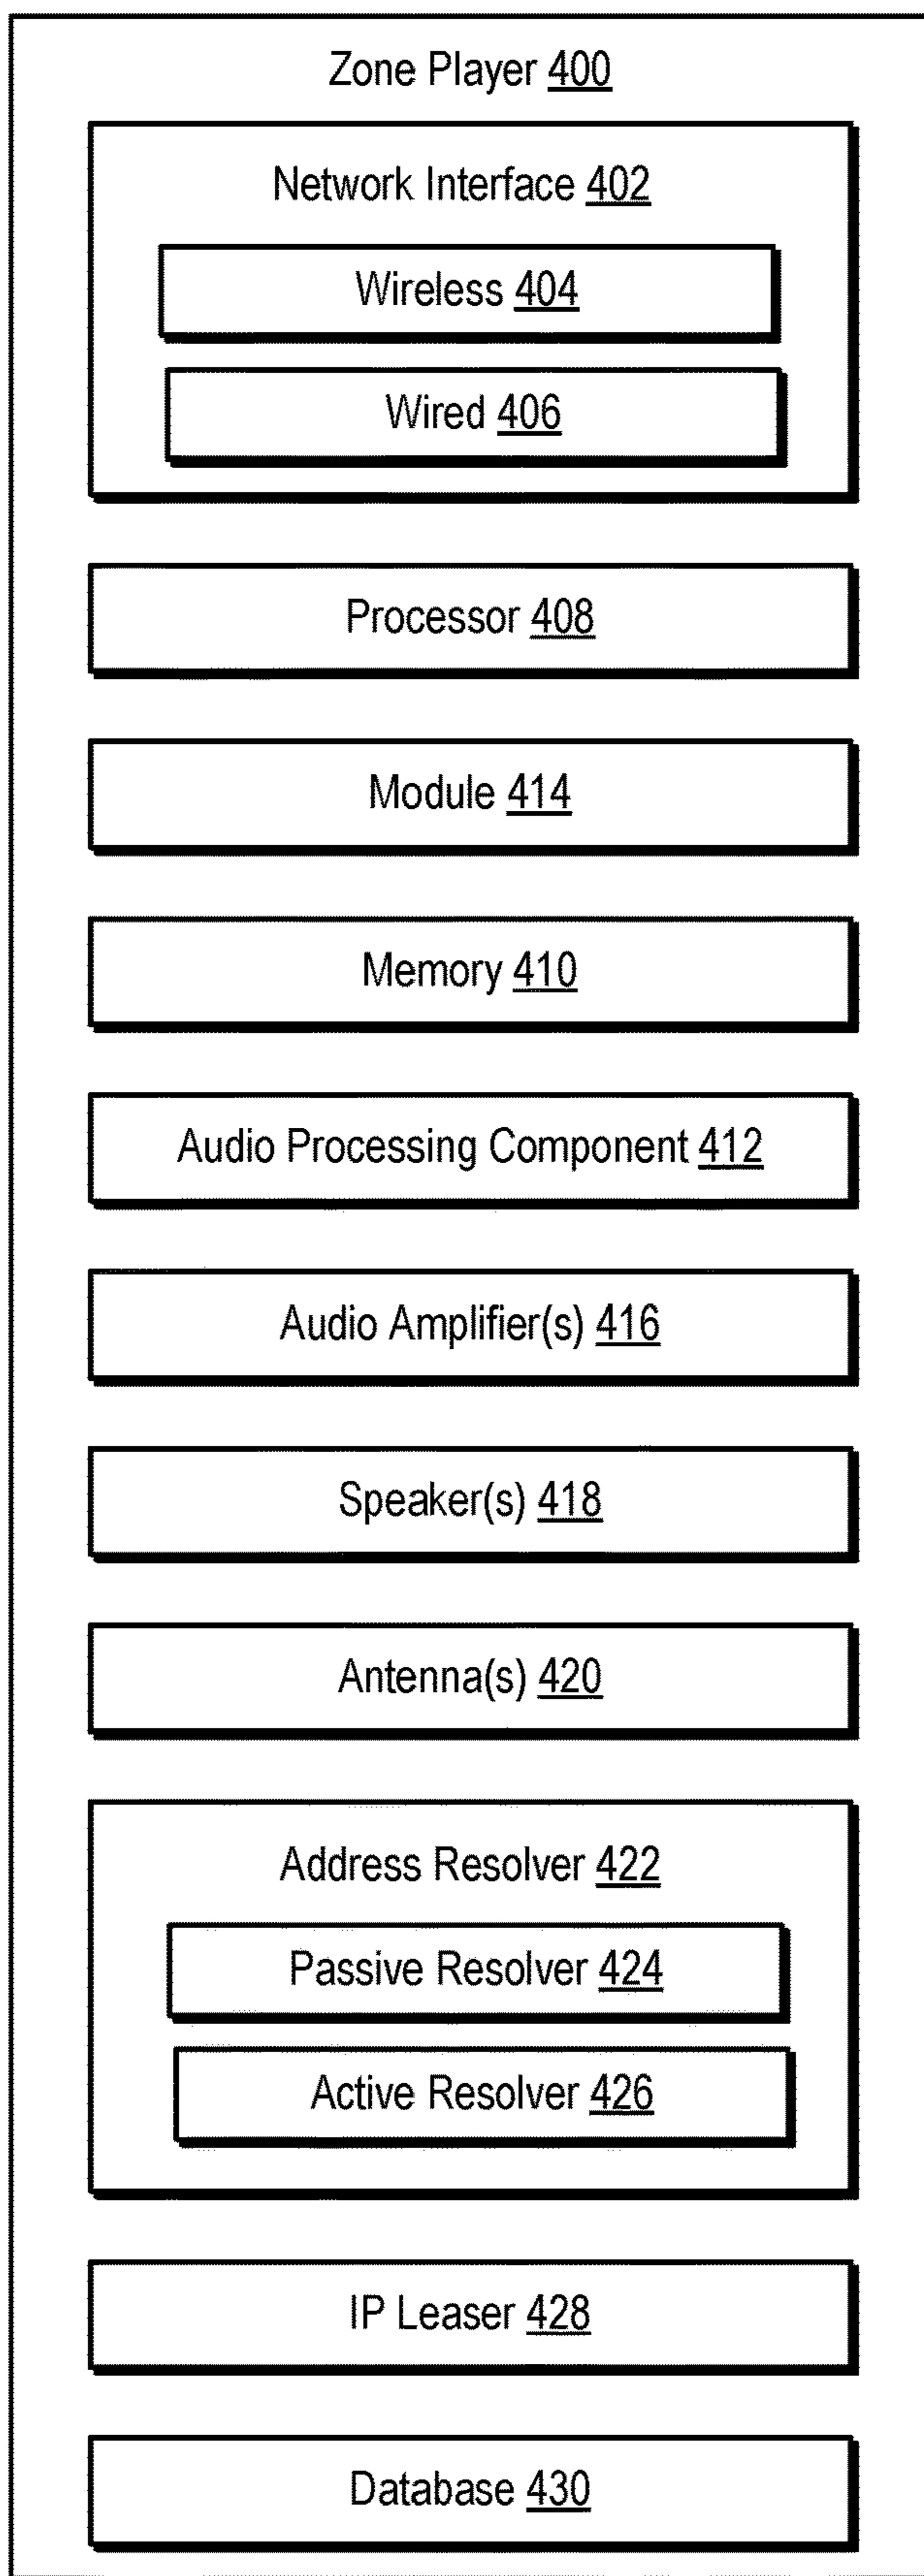 Zone Player 400
Network Interface 402
Wireless 404
Wired 406
Processor 408
Module 414
Memory 410
Audio Processing Component 412
Audio Amplifier(s) 416
Speaker(s) 418
Antenna(s) 420
Address Resolver 422
Passive Resolver 424
Active Resolver 426
IP Leaser 428
Database 430